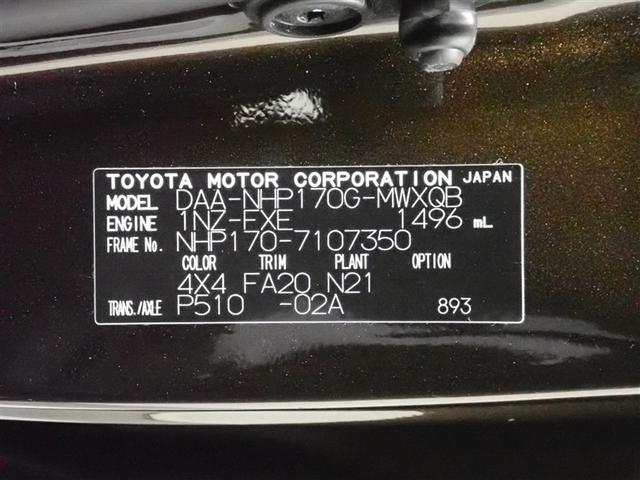 TOYOTA MOTOR CORPORATION JAPAN
MODEL DAA-NHP170G-MWXQB
ENGINE 1NZ-EXE 1496 mL
FRAME No. NHP170-7107350
COLOR TRIM PLANT OPTION
4X4 FA20 N21
TRANS./AXLE P510 -02A 893